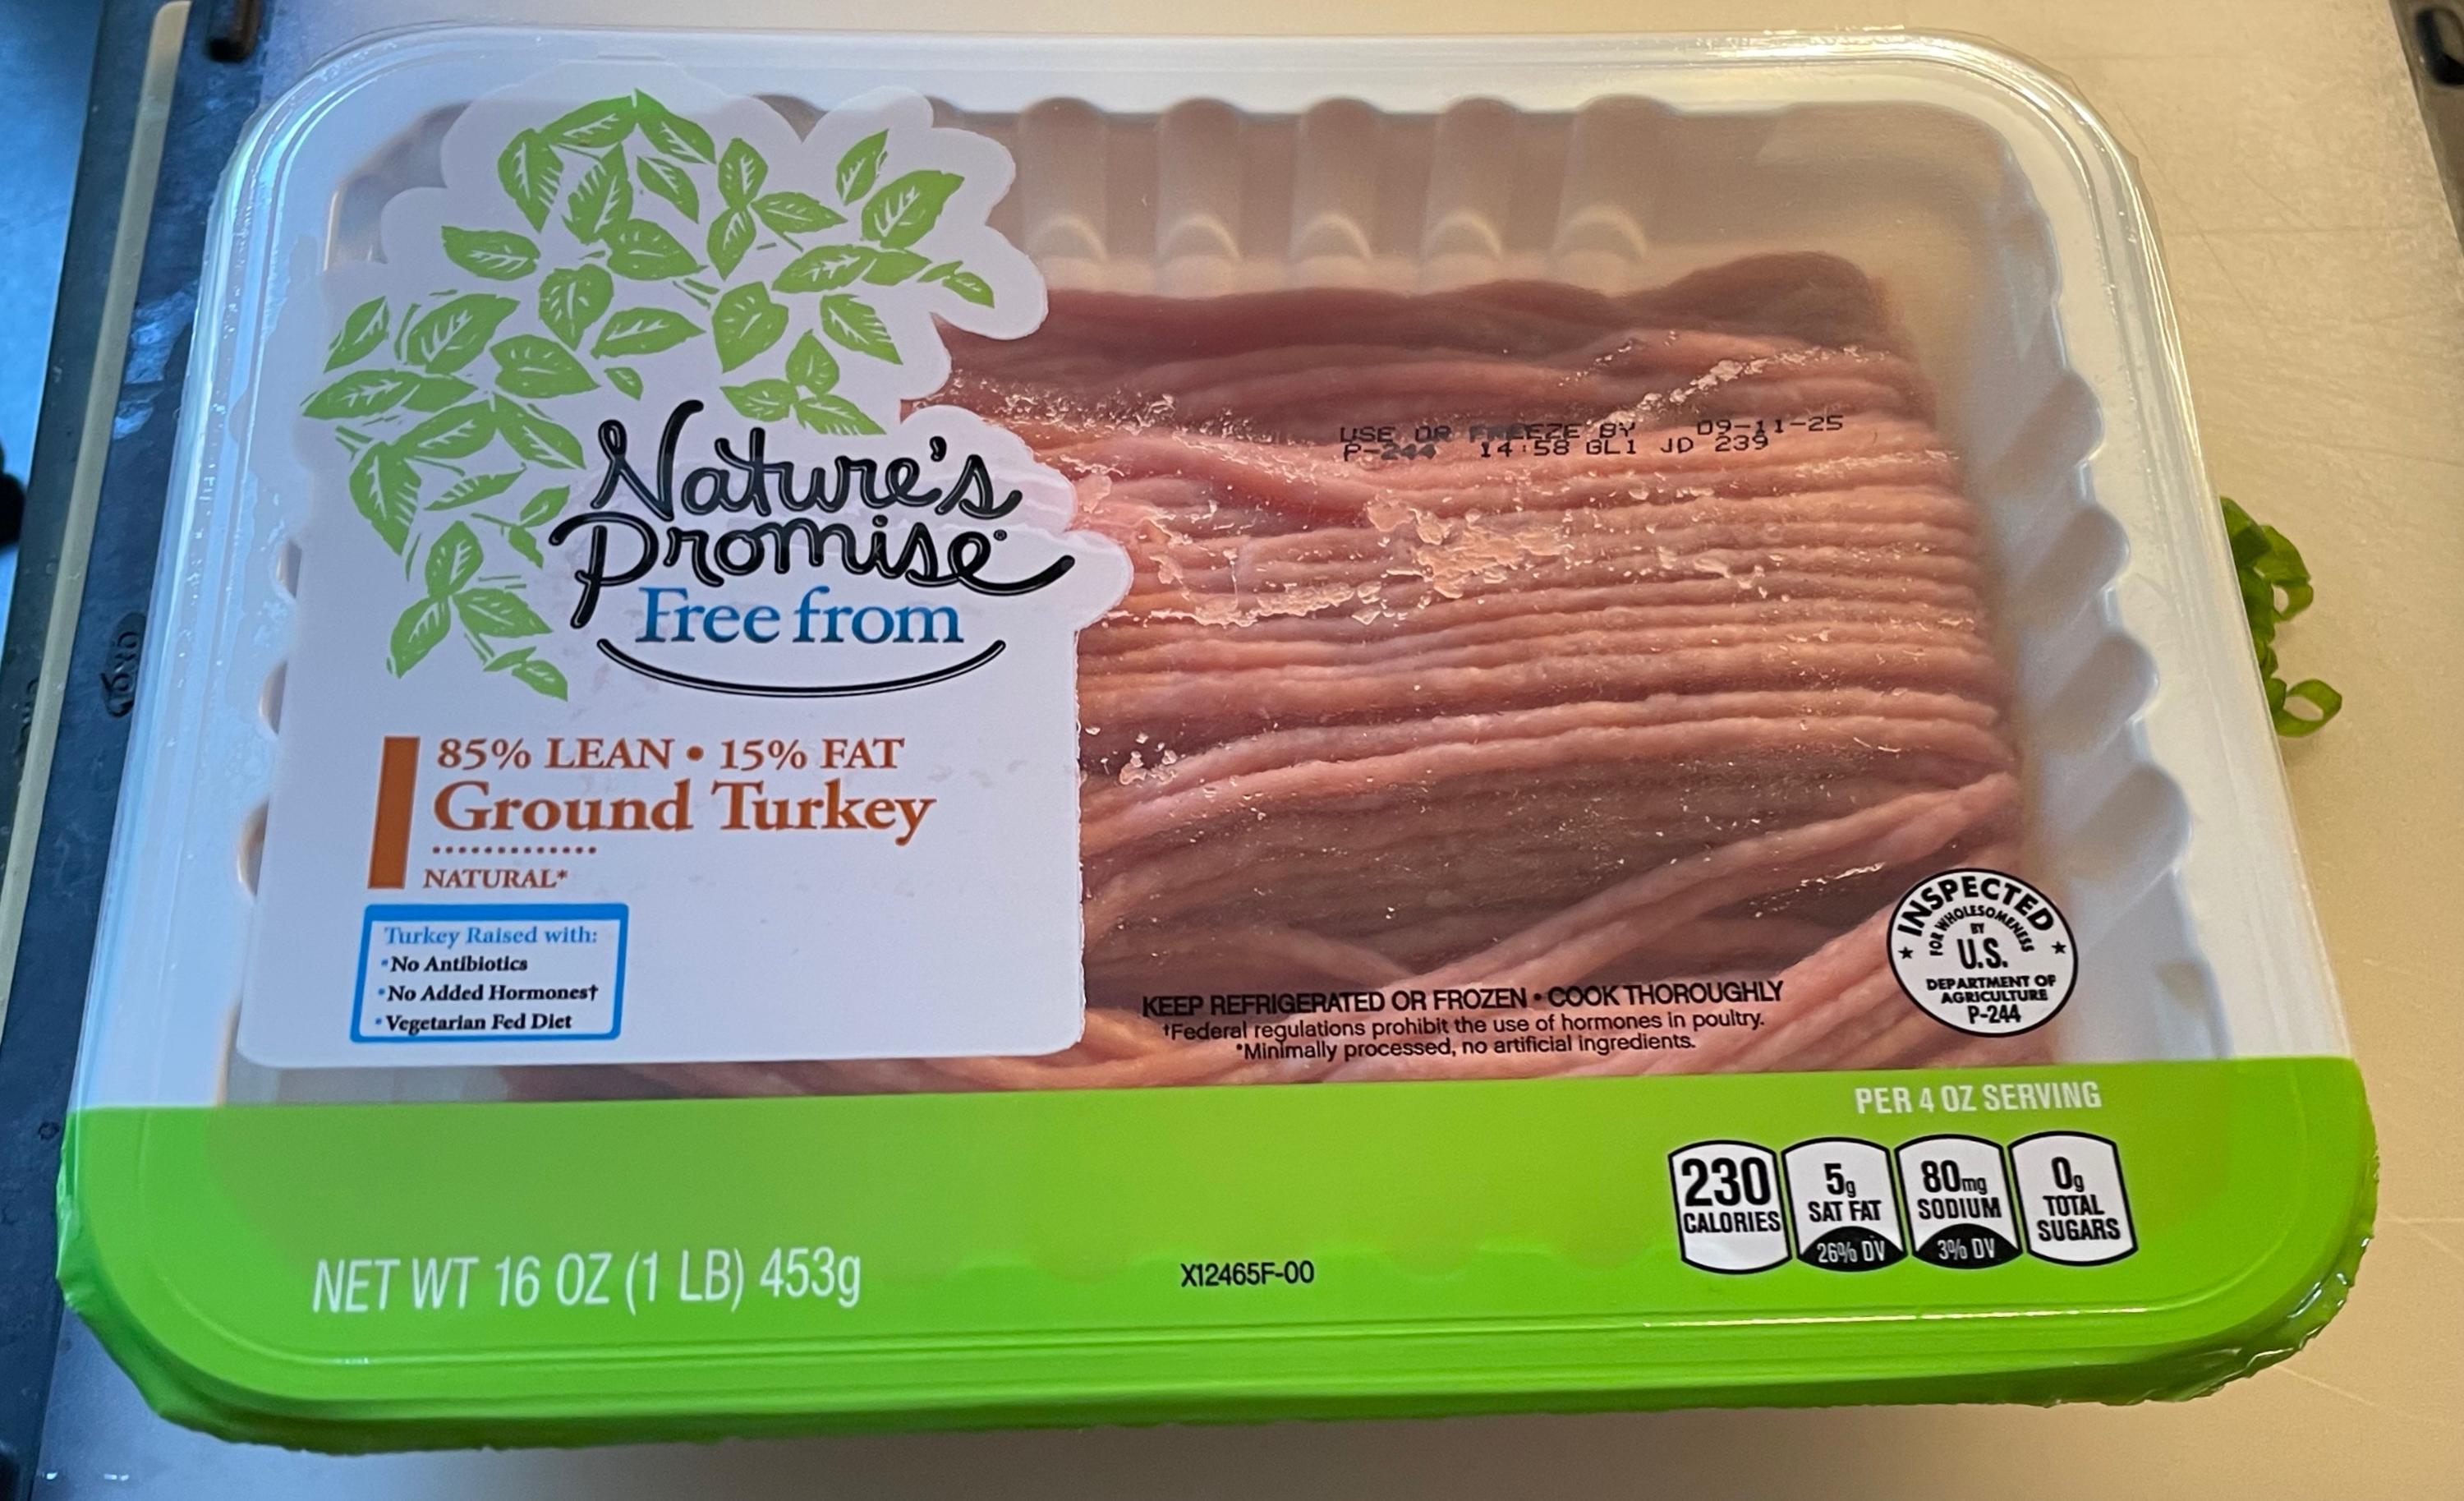 Nature's
Promise®
Free from
85% LEAN • 15% FAT
Ground Turkey
NATURAL*
Turkey Raised with:
• No Antibiotics
• No Added Hormones†
• Vegetarian Fed Diet
USE OR FREEZE BY 09-11-25
P-244 14:58 GL1 JD 239
INSPECTED
FOR WHOLESOMENESS
BY
U.S.
DEPARTMENT OF
AGRICULTURE
P-244
KEEP REFRIGERATED OR FROZEN • COOK THOROUGHLY
†Federal regulations prohibit the use of hormones in poultry.
*Minimally processed, no artificial ingredients.
PER 4 OZ SERVING
230
CALORIES
5g
SAT FAT
26% DV
80mg
SODIUM
3% DV
0g
TOTAL
SUGARS
NET WT 16 OZ (1 LB) 453g
X12465F-00